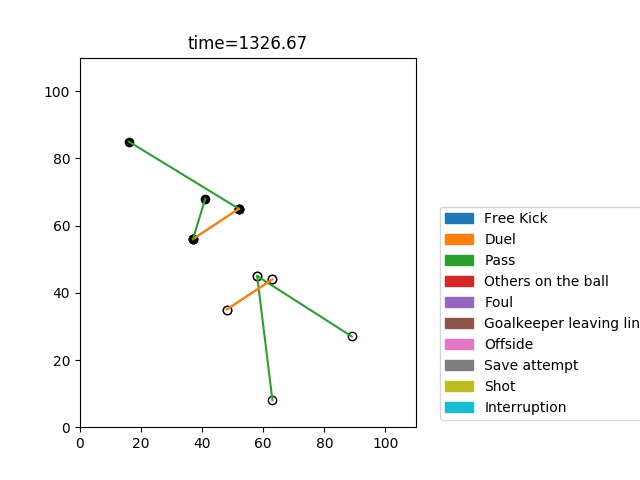 time=1326.67
100
80
60
40
20
0
0 20 40 60 80 100
Free Kick
Duel
Pass
Others on the ball
Foul
Goalkeeper leaving lin
Offside
Save attempt
Shot
Interruption